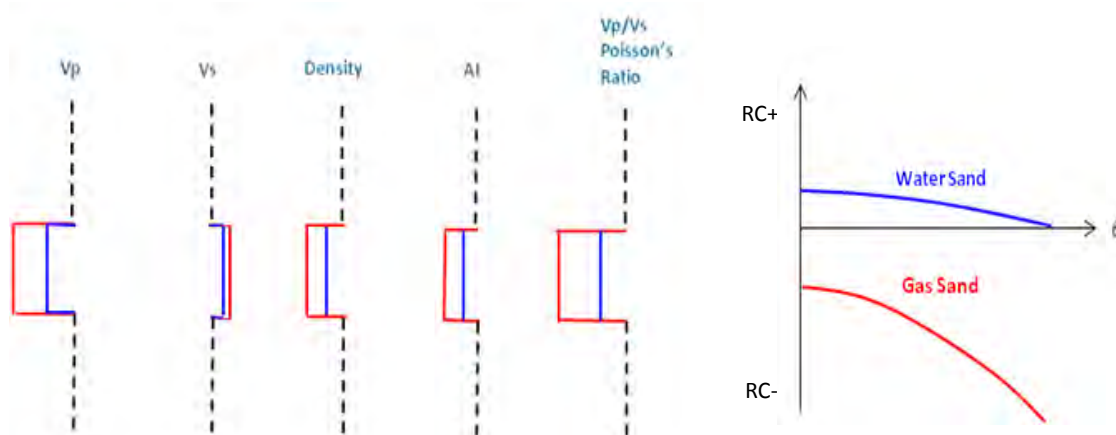 Vp
Vs
Density
AI
Vp/Vs
Poisson's
Ratio
RC+
Water Sand
Gas Sand
RC-